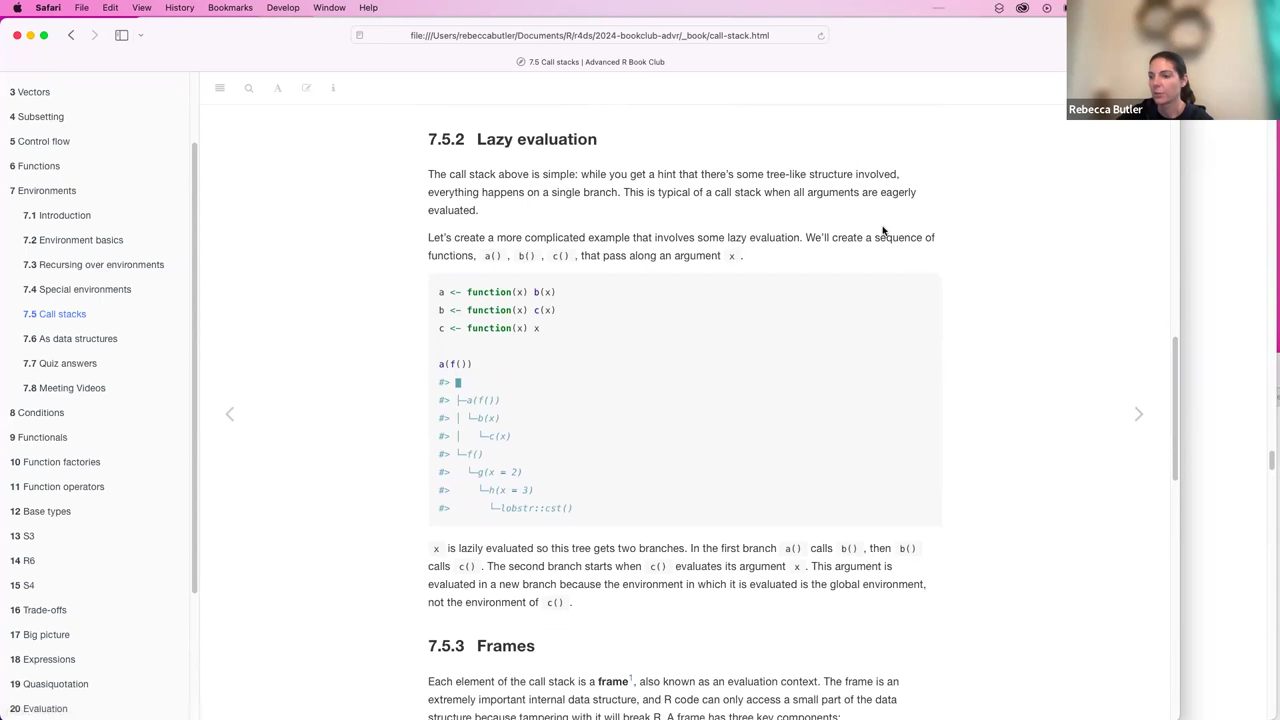 Safari File Edit View History Bookmarks Develop Window Help
file:///Users/rebeccabutler/Documents/R/r4ds/2024-bookclub-advr/_book/call-stack.html
7.5 Call stacks | Advanced R Book Club
Rebecca Butler
3 Vectors
4 Subsetting
5 Control flow
6 Functions
7 Environments
7.1 Introduction
7.2 Environment basics
7.3 Recursing over environments
7.4 Special environments
7.5 Call stacks
7.6 As data structures
7.7 Quiz answers
7.8 Meeting Videos
8 Conditions
9 Functionals
10 Function factories
11 Function operators
12 Base types
13 S3
14 R6
15 S4
16 Trade-offs
17 Big picture
18 Expressions
19 Quasiquotation
20 Evaluation
7.5.2 Lazy evaluation
The call stack above is simple: while you get a hint that there's some tree-like structure involved,
everything happens on a single branch. This is typical of a call stack when all arguments are eagerly
evaluated.
Let's create a more complicated example that involves some lazy evaluation. We'll create a sequence of
functions, a() , b() , c() , that pass along an argument x .
a <- function(x) b(x)
b <- function(x) c(x)
c <- function(x) x
a(f())
#> █
#> ├─a(f())
#> │ └─b(x)
#> │   └─c(x)
#> └─f()
#>   └─g(x = 2)
#>     └─h(x = 3)
#>       └─lobstr::cst()
x is lazily evaluated so this tree gets two branches. In the first branch a() calls b() , then b()
calls c() . The second branch starts when c() evaluates its argument x . This argument is
evaluated in a new branch because the environment in which it is evaluated is the global environment,
not the environment of c() .
7.5.3 Frames
Each element of the call stack is a frame1, also known as an evaluation context. The frame is an
extremely important internal data structure, and R code can only access a small part of the data
structure because tampering with it will break R. A frame has three key components: